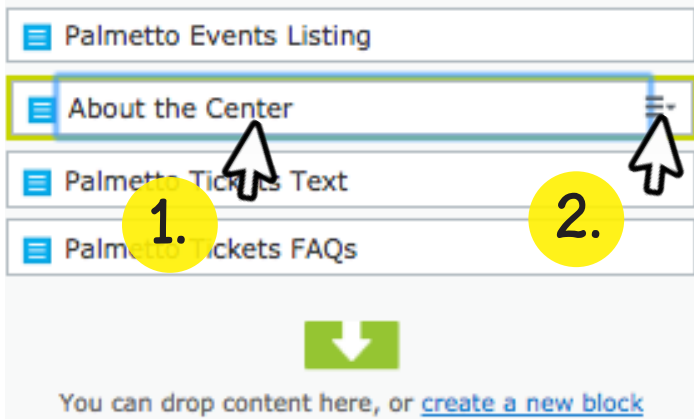 Palmetto Events Listing
About the Center
Palmetto Tickets Text
1.
2.
Palmetto Tickets FAQs
You can drop content here, or create a new block